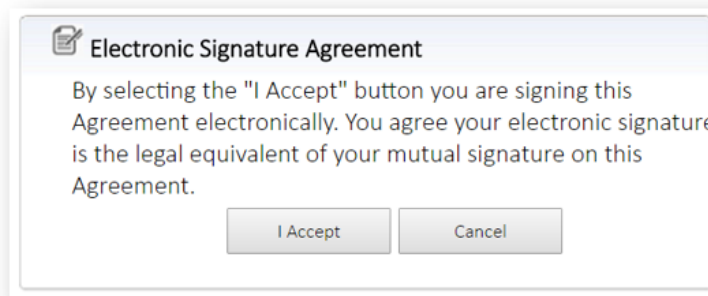 Electronic Signature Agreement
By selecting the "I Accept" button you are signing this
Agreement electronically. You agree your electronic signature
is the legal equivalent of your mutual signature on this
Agreement.
I Accept Cancel